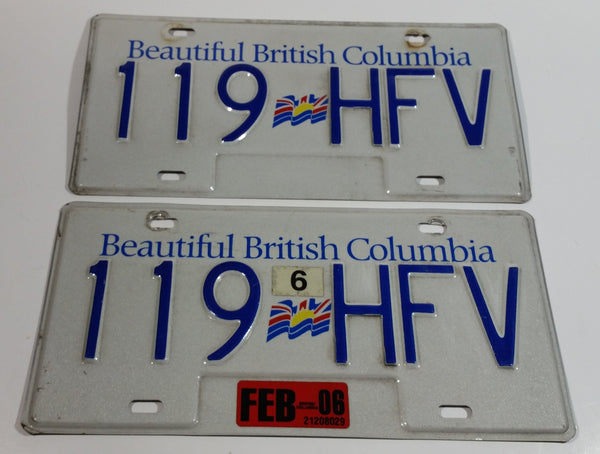 Beautiful British Columbia
119 HFV
Beautiful British Columbia
6
119 HFV
FEB 06
21208029